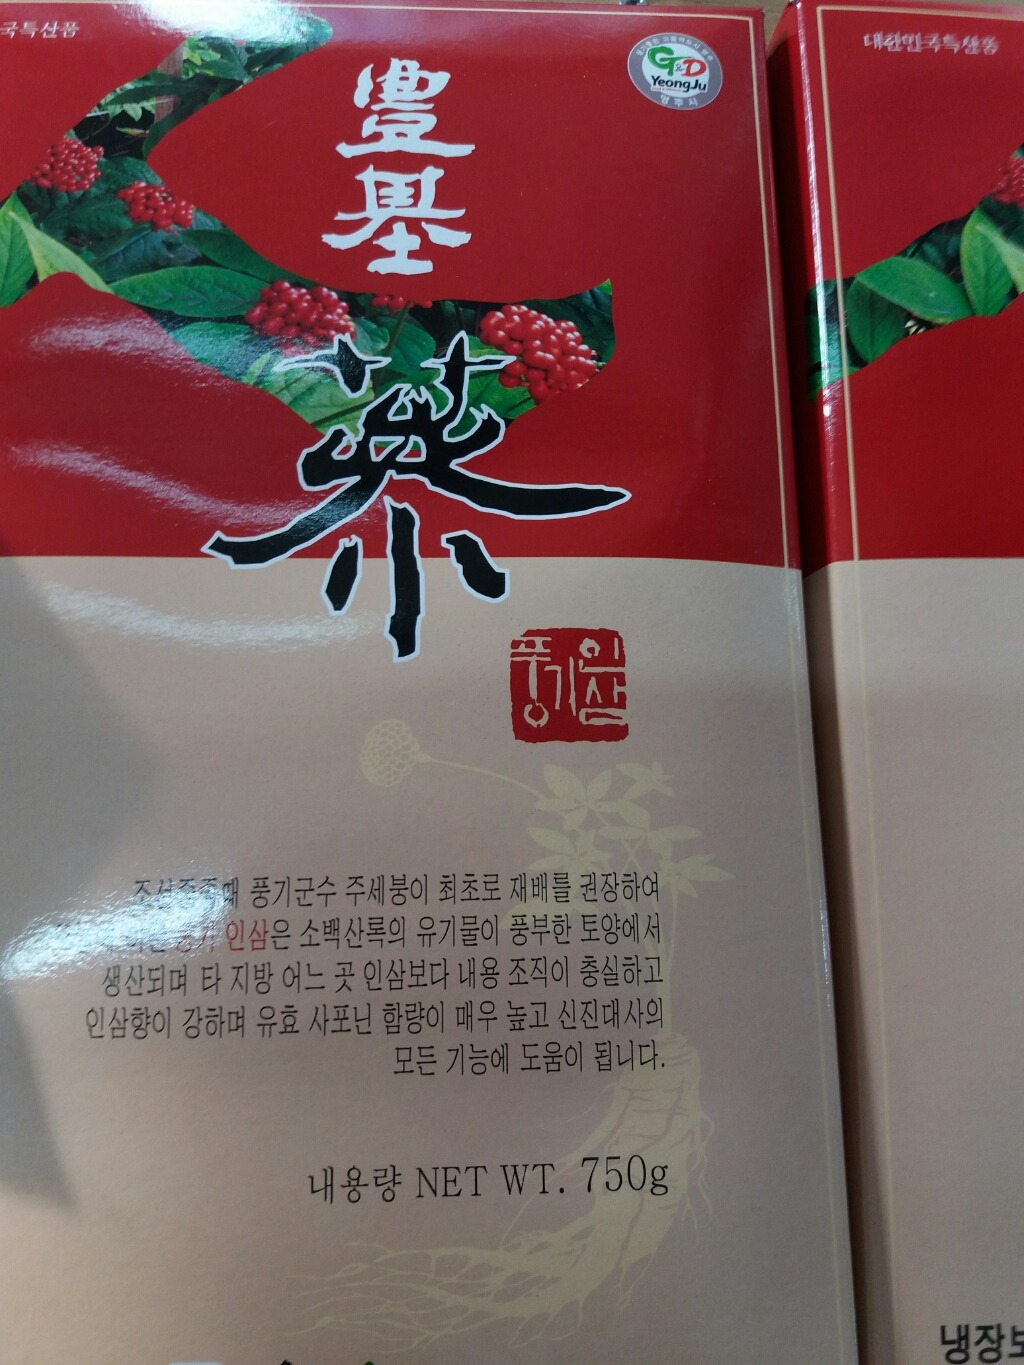 국특산품
대한민국특산품
G&D
YeongJu
영주시
豊基
蔘
풍기인삼
풍기군수 주세붕이 최초로 재배를 권장하여
인삼은 소백산록의 유기물이 풍부한 토양에서
생산되며 타 지방 어느 곳 인삼보다 내용 조직이 충실하고
인삼향이 강하며 유효 사포닌 함량이 매우 높고 신진대사의
모든 기능에 도움이 됩니다.
내용량 NET WT. 750g
냉장보